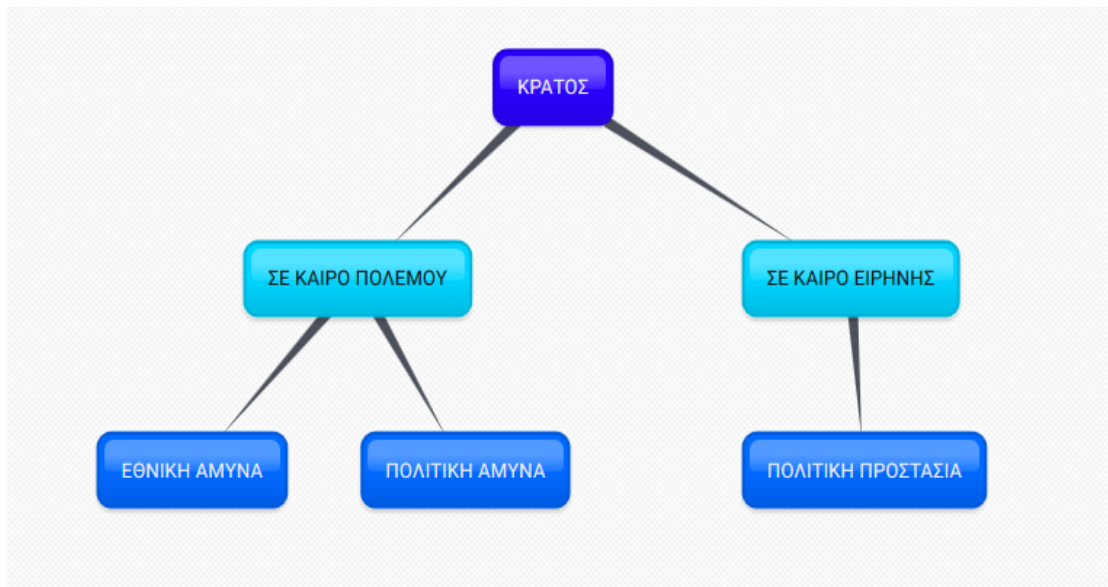 ΚΡΑΤΟΣ
ΣΕ ΚΑΙΡΟ ΠΟΛΕΜΟΥ
ΣΕ ΚΑΙΡΟ ΕΙΡΗΝΗΣ
ΕΘΝΙΚΗ ΑΜΥΝΑ
ΠΟΛΙΤΙΚΗ ΑΜΥΝΑ
ΠΟΛΙΤΙΚΗ ΠΡΟΣΤΑΣΙΑ